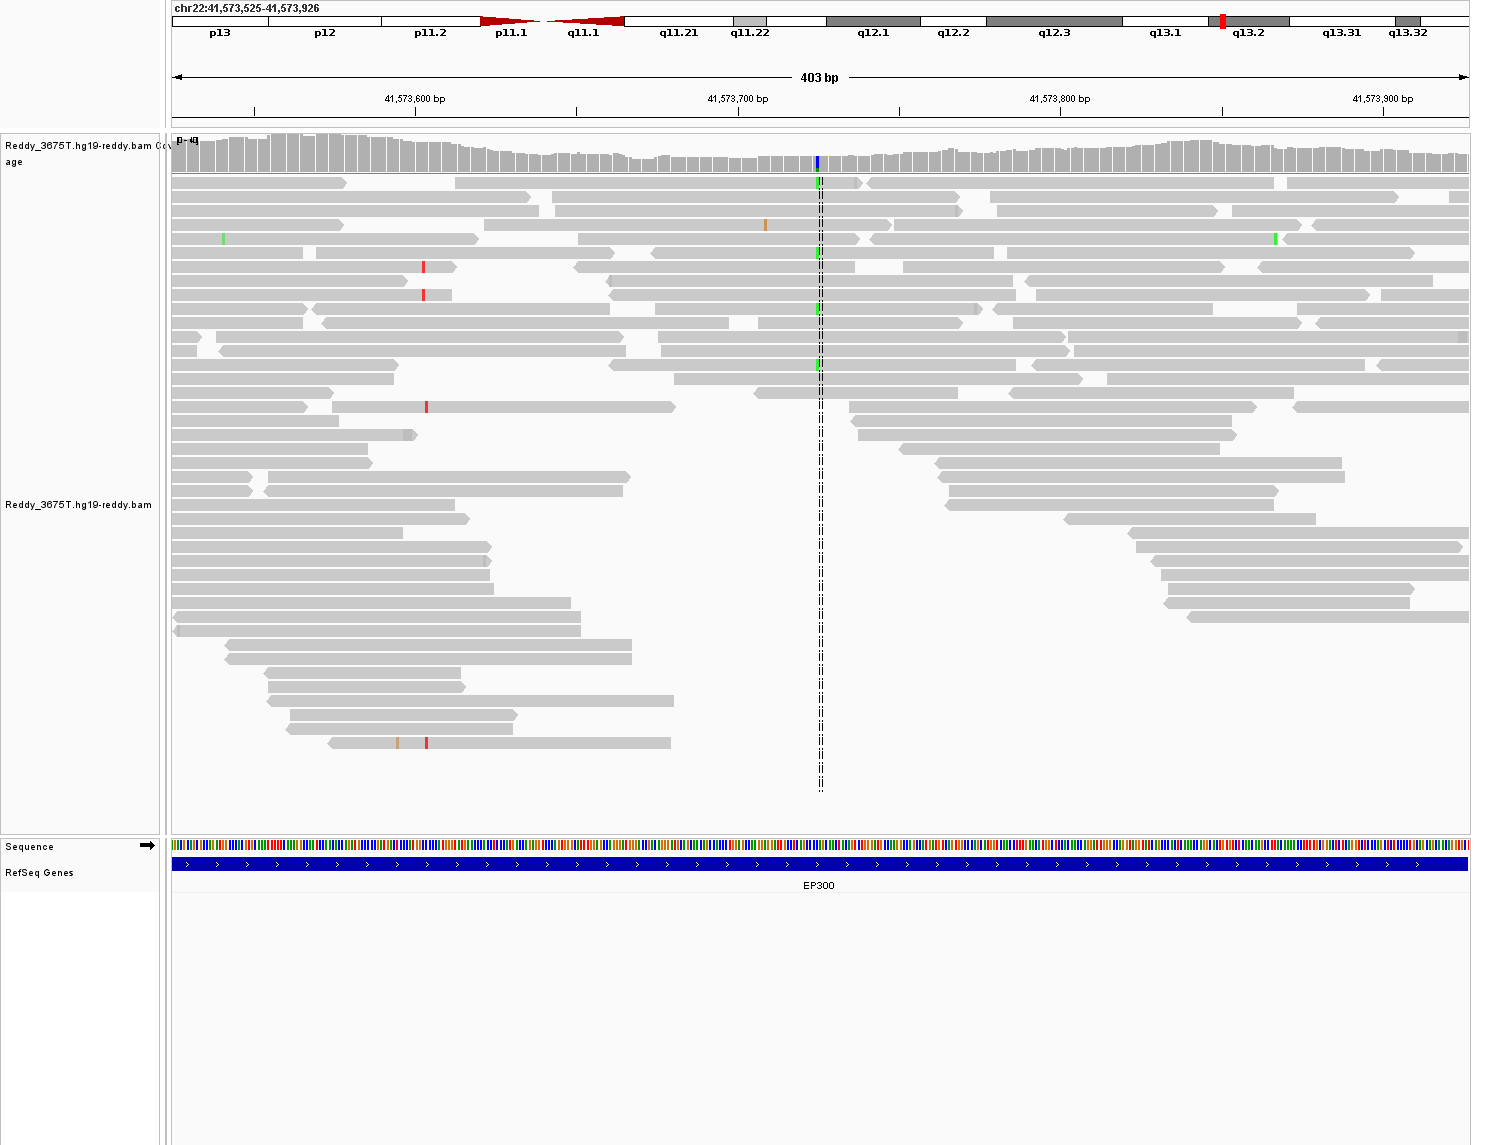 chr22:41,573,525-41,573,926
p13 p12 p11.2 p11.1 q11.1 q11.21 q11.22 q12.1 q12.2 q12.3 q13.1 q13.2 q13.31 q13.32
403 bp
41,573,600 bp 41,573,700 bp 41,573,800 bp 41,573,900 bp
Reddy_3675T.hg19-reddy.bam Cov
age
Reddy_3675T.hg19-reddy.bam
Sequence
RefSeq Genes
EP300